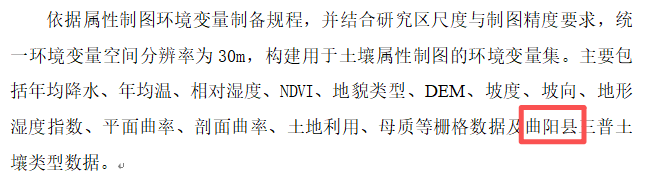 依据属性制图环境变量制备规程，并结合研究区尺度与制图精度要求，统
一环境变量空间分辨率为30m，构建用于土壤属性制图的环境变量集。主要包
括年均降水、年均温、相对湿度、NDVI、地貌类型、DEM、坡度、坡向、地形
湿度指数、平面曲率、剖面曲率、土地利用、母质等栅格数据及曲阳县三普土
壤类型数据。